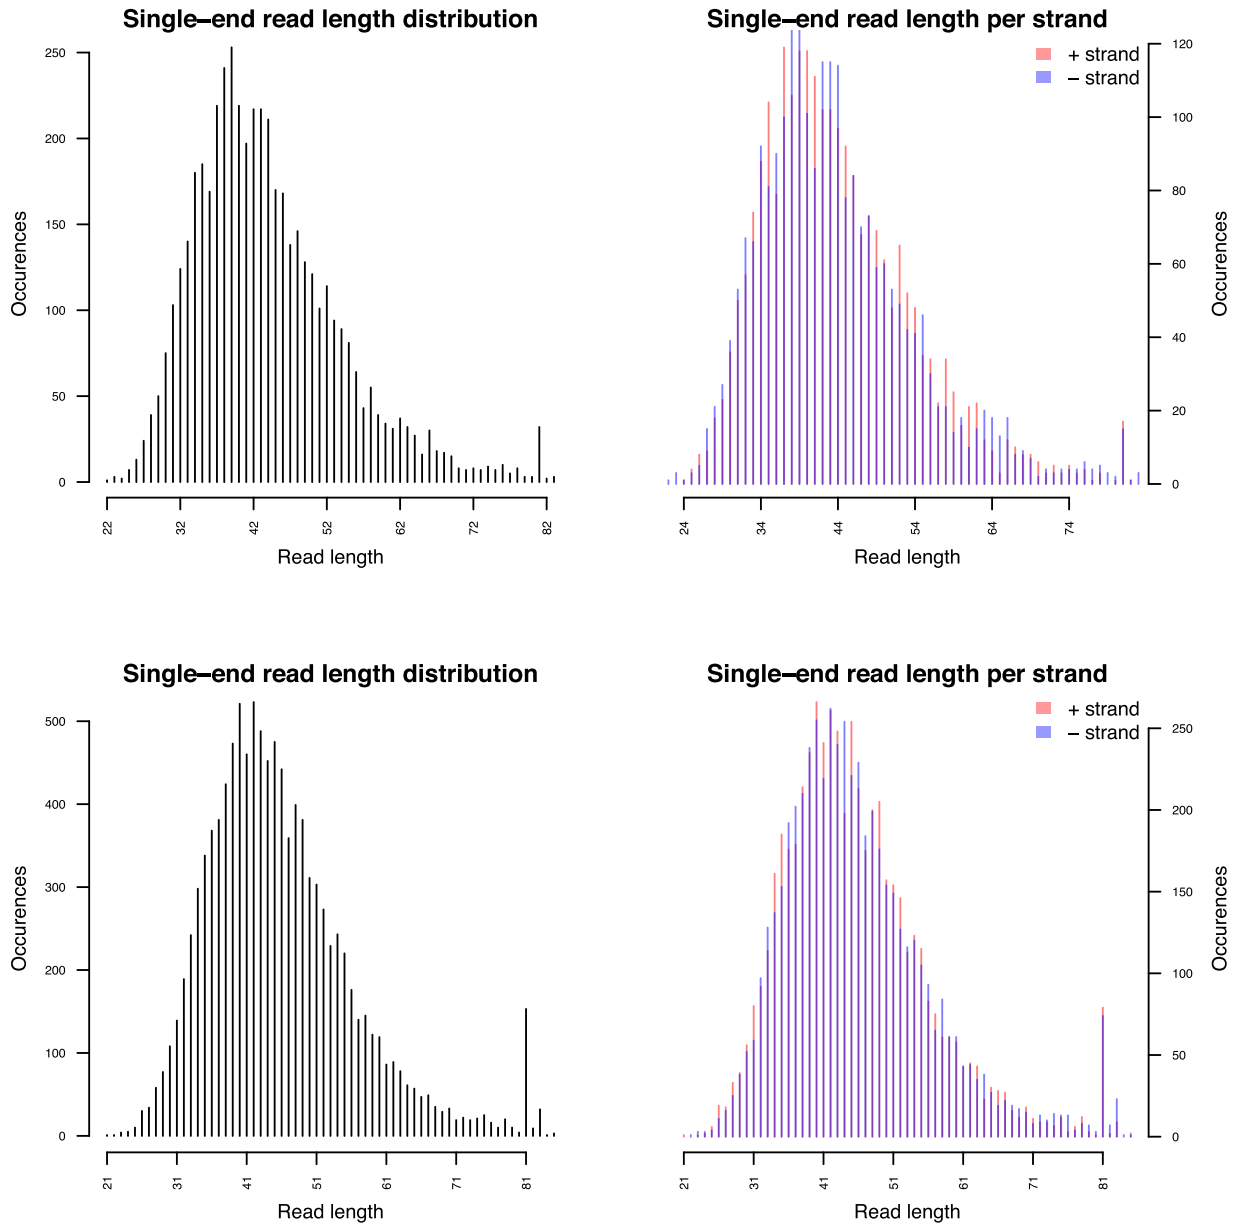 Single–end read length distribution
250
200
150
100
50
0
Occurences
22 32 42 52 62 72 82
Read length
Single–end read length per strand
+ strand
– strand
120
100
80
60
40
20
0
Occurences
24 34 44 54 64 74
Read length
Single–end read length distribution
500
400
300
200
100
0
Occurences
21 31 41 51 61 71 81
Read length
Single–end read length per strand
+ strand
– strand
250
200
150
100
50
0
Occurences
21 31 41 51 61 71 81
Read length